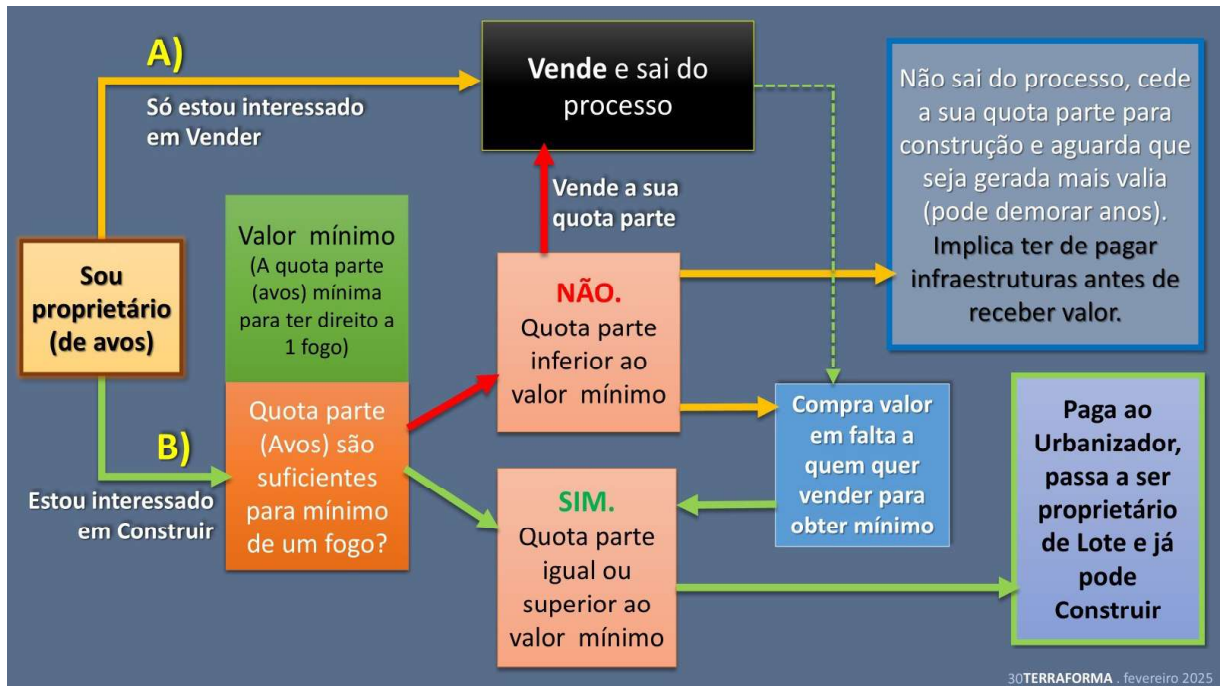 A)
Só estou interessado
em Vender
Vende e sai do
processo
Não sai do processo, cede
a sua quota parte para
construção e aguarda que
seja gerada mais valia
(pode demorar anos).
Implica ter de pagar
infraestruturas antes de
receber valor.
Vende a sua
quota parte
Sou
proprietário
(de avos)
Valor mínimo
(A quota parte
(avos) mínima
para ter direito a
1 fogo)
NÃO.
Quota parte
inferior ao
valor mínimo
B)
Estou interessado
em Construir
Quota parte
(Avos) são
suficientes
para mínimo
de um fogo?
Compra valor
em falta a
quem quer
vender para
obter mínimo
SIM.
Quota parte
igual ou
superior ao
valor mínimo
Paga ao
Urbanizador,
passa a ser
proprietário
de Lote e já
pode
Construir
30TERRAFORMA . fevereiro 2025